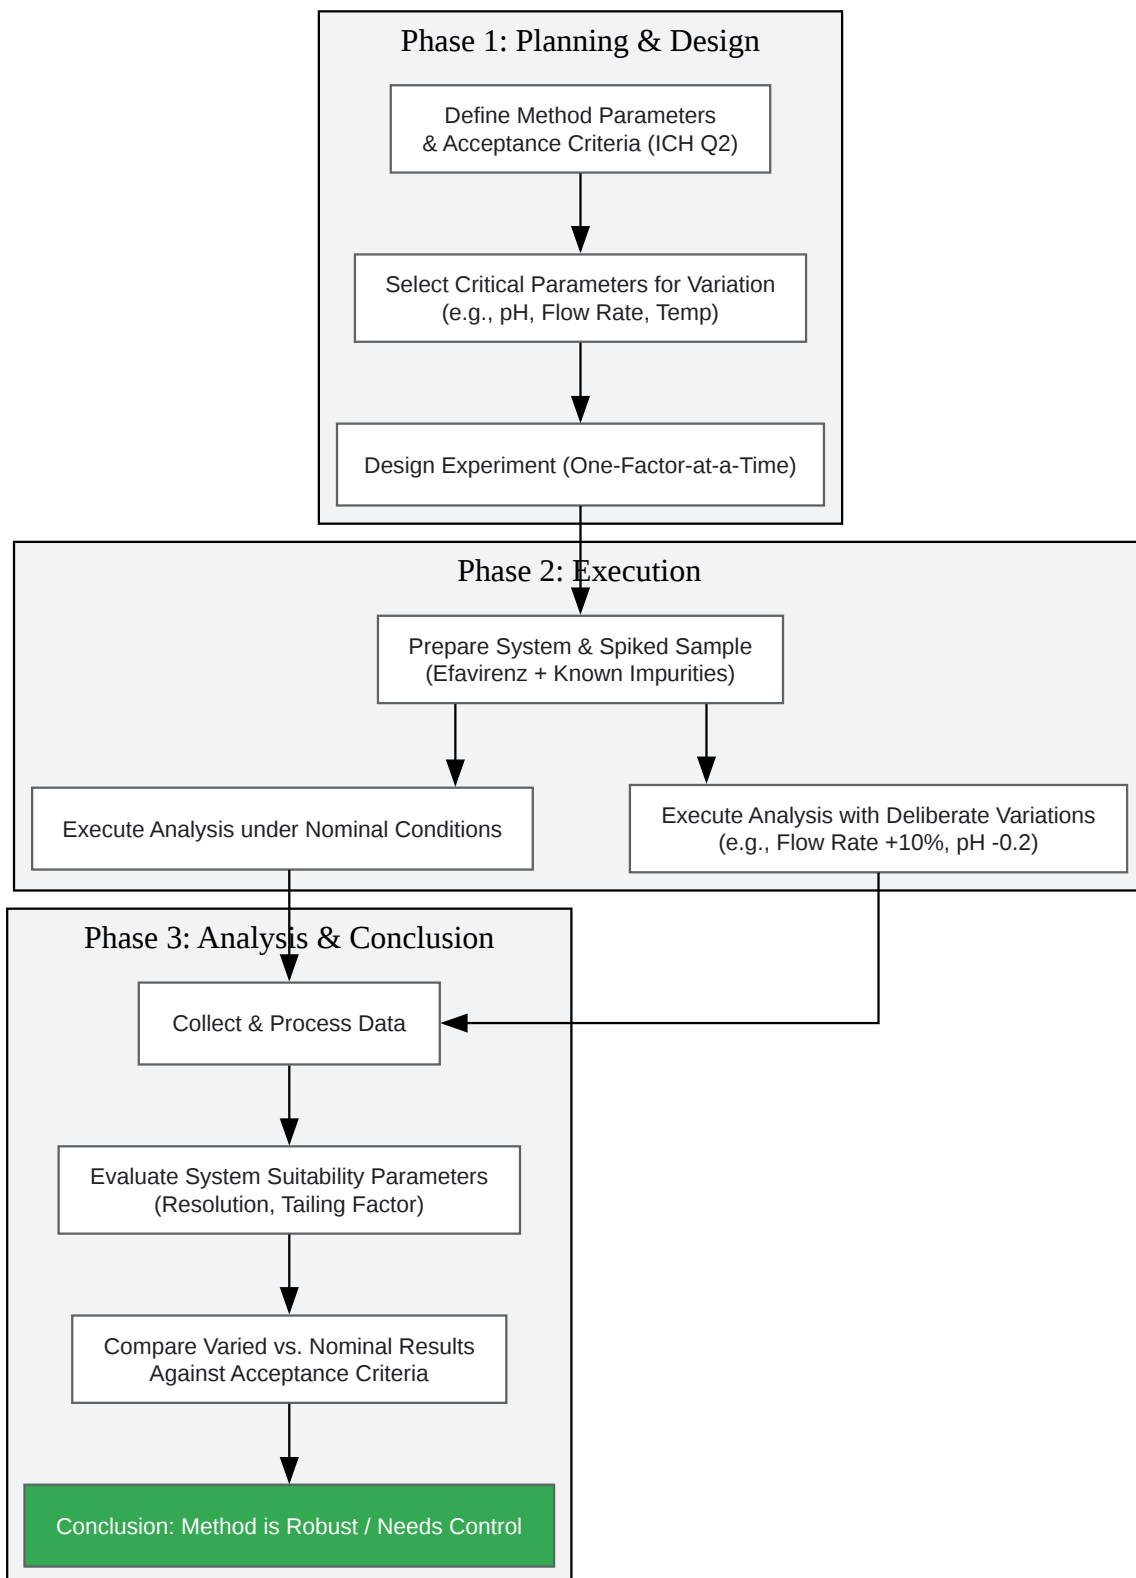 Phase 1: Planning & Design
Define Method Parameters
& Acceptance Criteria (ICH Q2)
Select Critical Parameters for Variation
(e.g., pH, Flow Rate, Temp)
Design Experiment (One-Factor-at-a-Time)
Phase 2: Execution
Prepare System & Spiked Sample
(Efavirenz + Known Impurities)
Execute Analysis under Nominal Conditions
Execute Analysis with Deliberate Variations
(e.g., Flow Rate +10%, pH -0.2)
Phase 3: Analysis & Conclusion
Collect & Process Data
Evaluate System Suitability Parameters
(Resolution, Tailing Factor)
Compare Varied vs. Nominal Results
Against Acceptance Criteria
Conclusion: Method is Robust / Needs Control